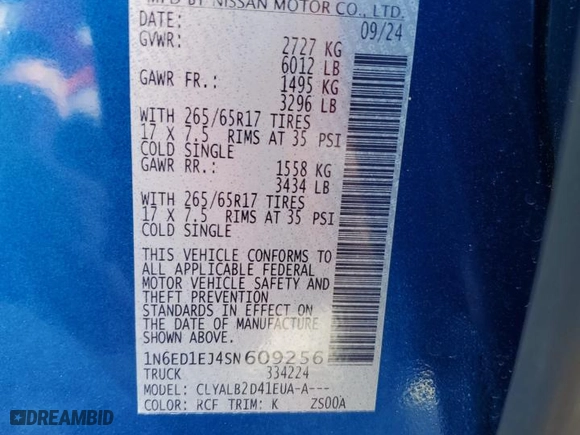 MFD BY NISSAN MOTOR CO., LTD.
DATE: 09/24
GVWR: 2727 KG
6012 LB
GAWR FR.: 1495 KG
3296 LB
WITH 265/65R17 TIRES
17 X 7.5 RIMS AT 35 PSI
COLD SINGLE
GAWR RR.: 1558 KG
3434 LB
WITH 265/65R17 TIRES
17 X 7.5 RIMS AT 35 PSI
COLD SINGLE
THIS VEHICLE CONFORMS TO
ALL APPLICABLE FEDERAL
MOTOR VEHICLE SAFETY AND
THEFT PREVENTION
STANDARDS IN EFFECT ON
THE DATE OF MANUFACTURE
SHOWN ABOVE.
1N6ED1EJ4SN609256
TRUCK 334224
MODEL: CLYALB2D41EUA-A---
COLOR: RCF TRIM: K ZS00A
DREAMBID